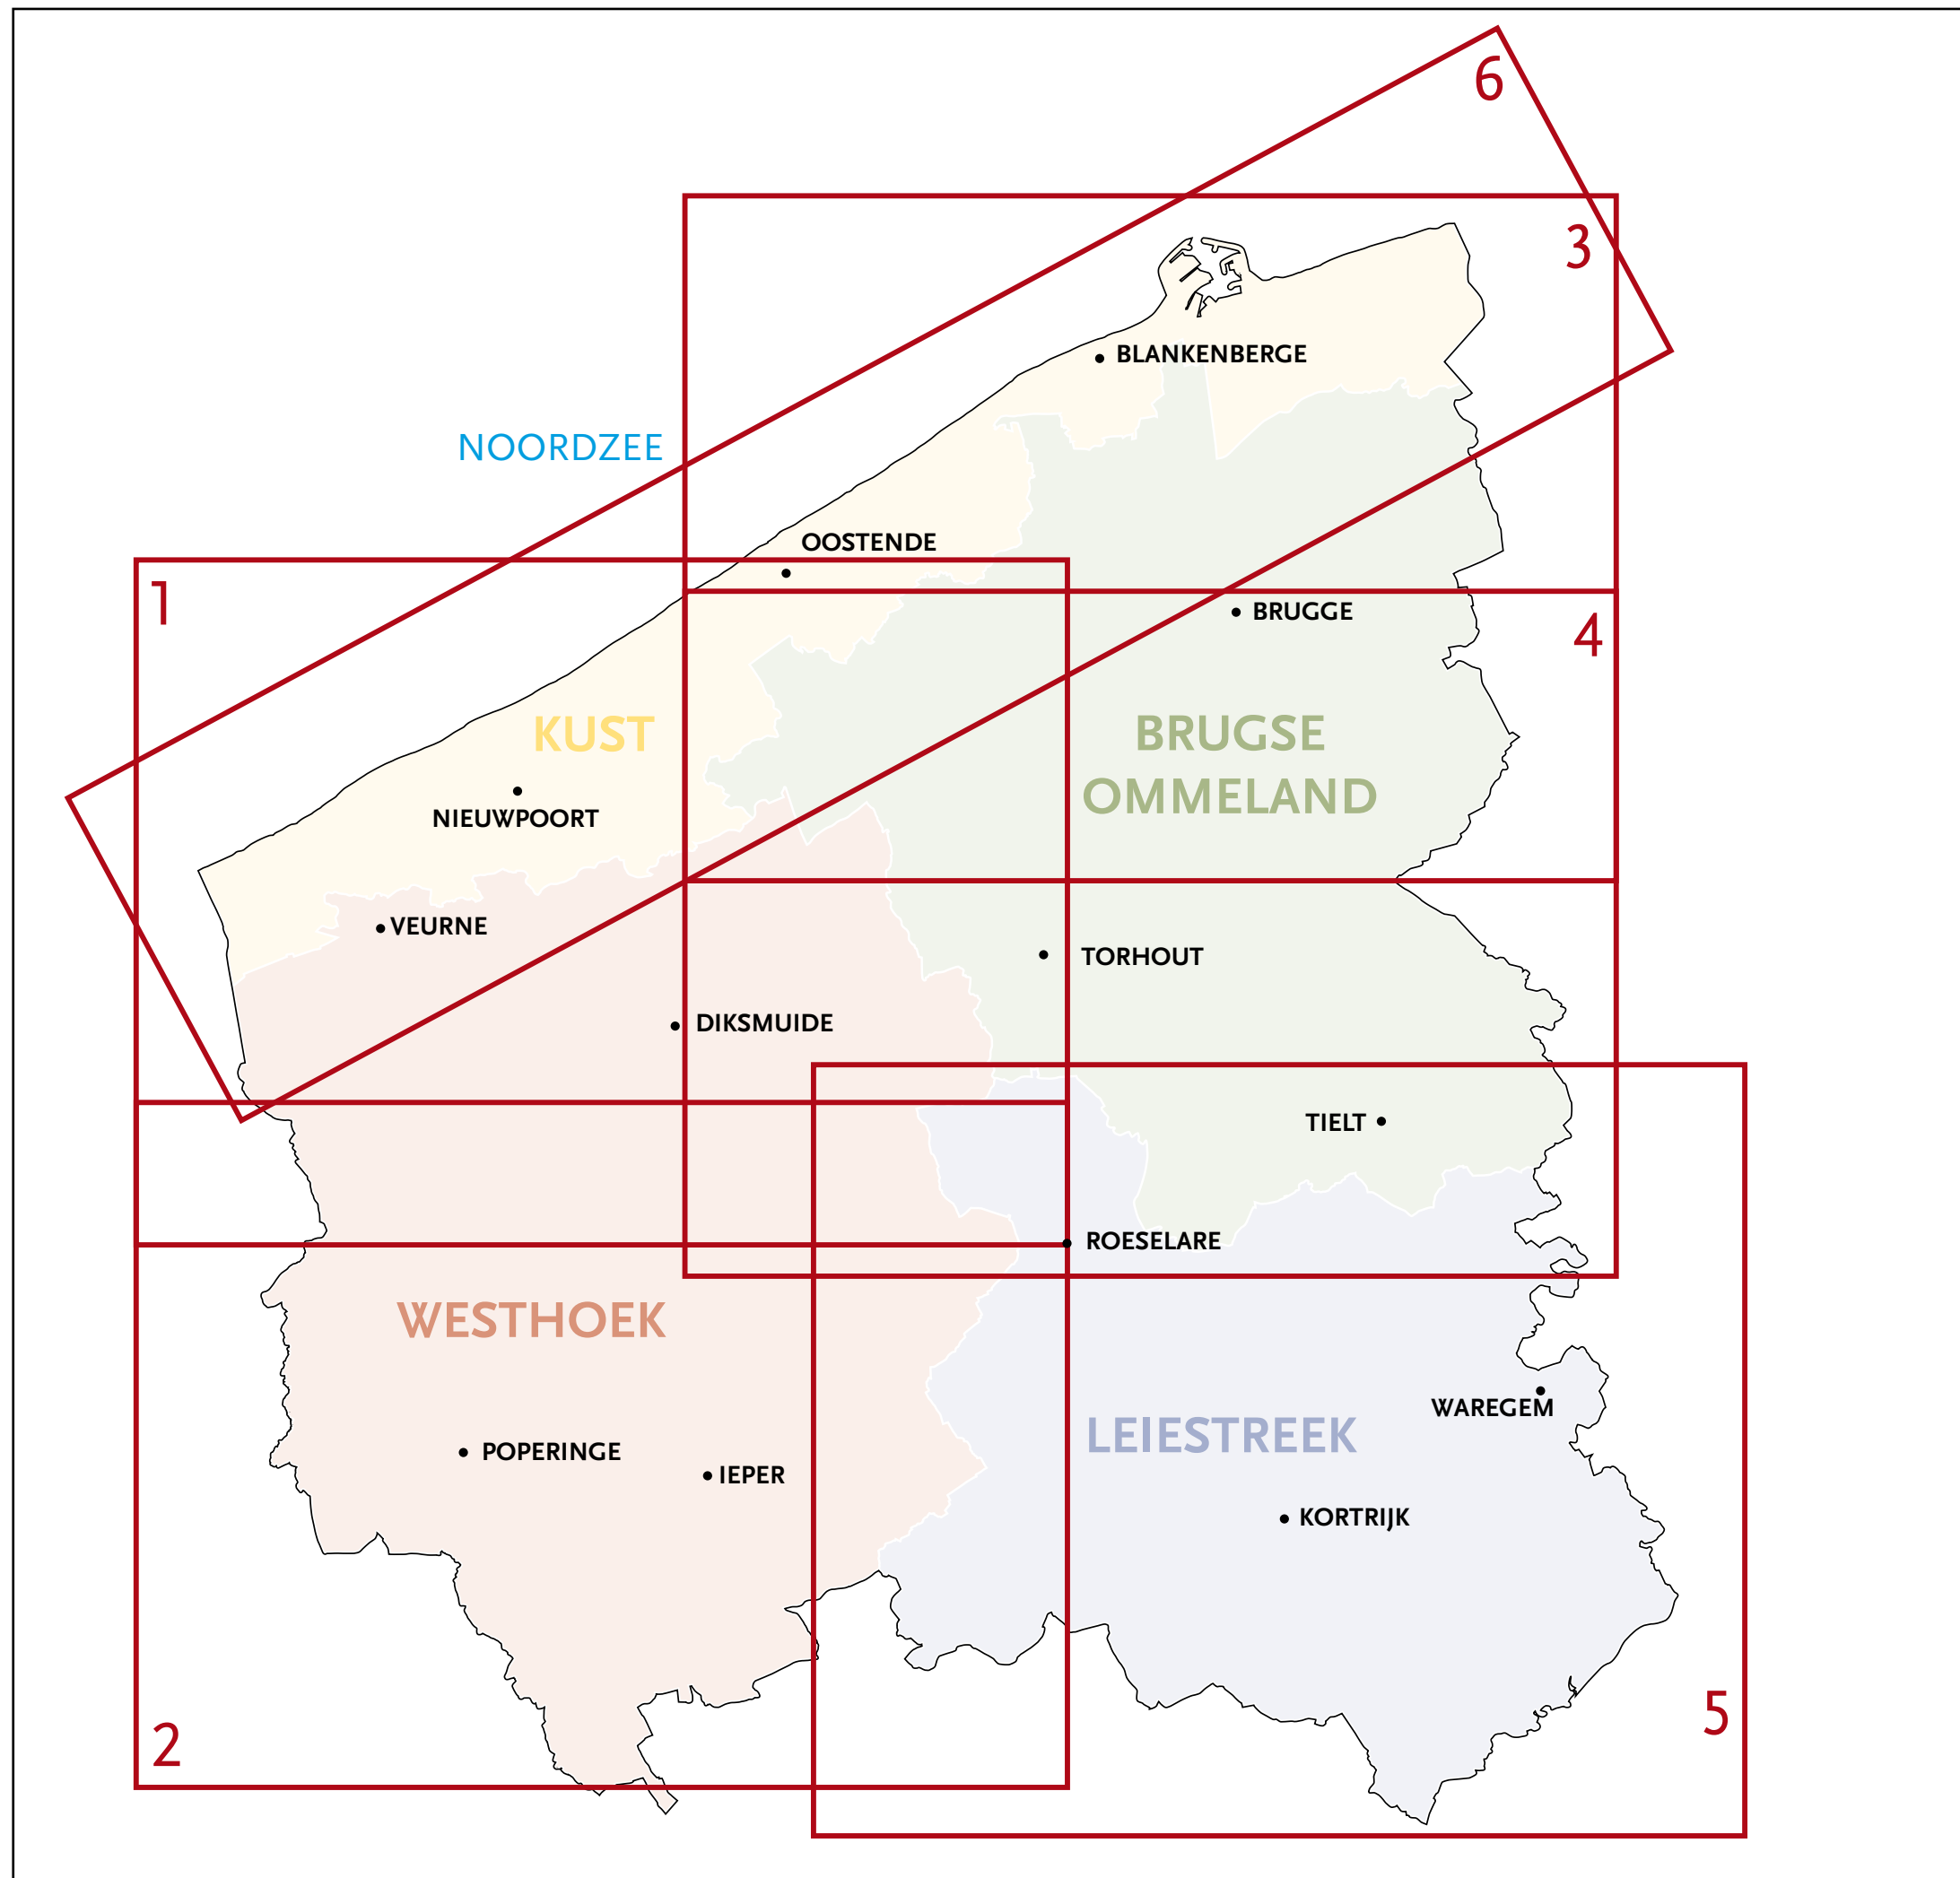 6
3
BLANKENBERGE
NOORDZEE
OOSTENDE
1
BRUGGE
4
KUST
BRUGSE
OMMELAND
NIEUWPOORT
VEURNE
TORHOUT
DIKSMUIDE
TIELT
ROESELARE
WESTHOEK
WAREGEM
LEIESTREEK
POPERINGE
IEPER
KORTRIJK
5
2